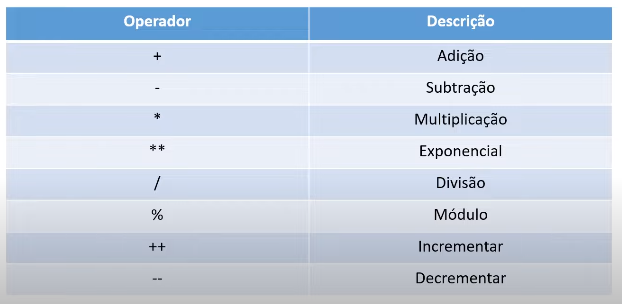 Operador Descrição
+ Adição
- Subtração
* Multiplicação
** Exponencial
/ Divisão
% Módulo
++ Incrementar
-- Decrementar